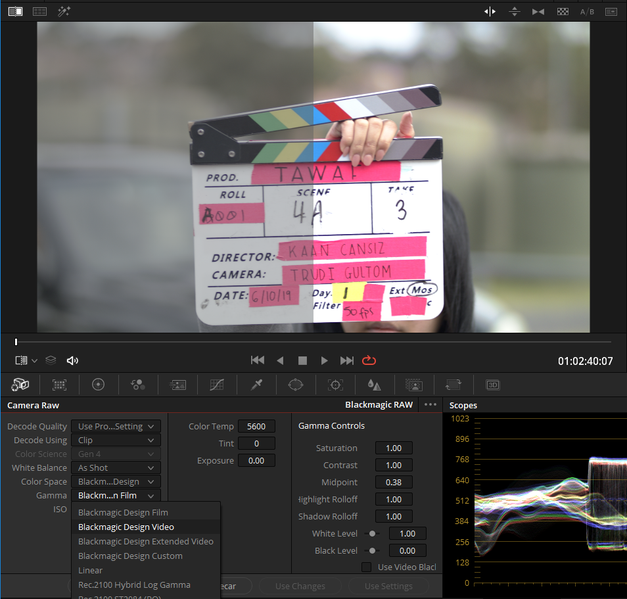 A/B
PROD. TAWAI
ROLL SCENE TAKE
A001 4A 3
DIRECTOR: KAAN CANSIZ
CAMERA: TRUDI GULTOM
DATE: 6/10/19 Day 1 Ext Mos
Filter 50 fps
01:02:40:07
3D
Camera Raw
Blackmagic RAW
Scopes
Decode Quality Use Pro...Setting
Decode Using Clip
Color Science Gen 4
White Balance As Shot
Color Space Blackm...Design
Gamma Blackm...n Film
ISO
Blackmagic Design Film
Blackmagic Design Video
Blackmagic Design Extended Video
Blackmagic Design Custom
Linear
Rec.2100 Hybrid Log Gamma
Rec.2100 ST2084 (PQ)
Color Temp 5600
Tint 0
Exposure 0.00
Gamma Controls
Saturation 1.00
Contrast 1.00
Midpoint 0.38
Highlight Rolloff 1.00
Shadow Rolloff 1.00
White Level 1.00
Black Level 0.00
Use Video Blacl
ecar
Use Changes
Use Settings
1023
896
768
640
512
384
256
128
0